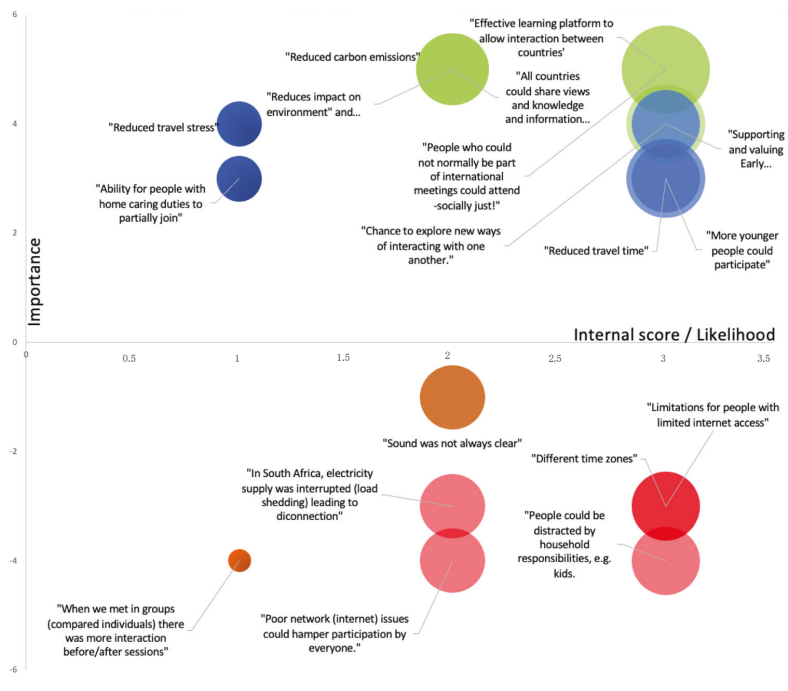 6
"Effective learning platform to
allow interaction between
countries'
"Reduced carbon emissions"
"All countries
could share views
and knowledge
and information...
"Reduces impact on
environment" and...
4
"Reduced travel stress"
"People who could
not normally be part
of international
meetings could attend
-socially just!"
"Supporting
and valuing
Early...
"Ability for people with
home caring duties to
partially join"
"Chance to explore new ways
of interacting with one
another."
"Reduced travel time"
"More younger
people could
participate"
2
Importance
Internal score / Likelihood
0
0
0.5
1
1.5
2
2.5
3
3.5
"Limitations for people with
limited internet access"
"Sound was not always clear"
-2
"Different time zones"
"In South Africa, electricity
supply was interrupted (load
shedding) leading to
diconnection"
"People could be
distracted by
household
responsibilities, e.g.
kids.
-4
"When we met in groups
(compared individuals) there
was more interaction
before/after sessions"
"Poor network (internet) issues
could hamper participation by
everyone."
-6